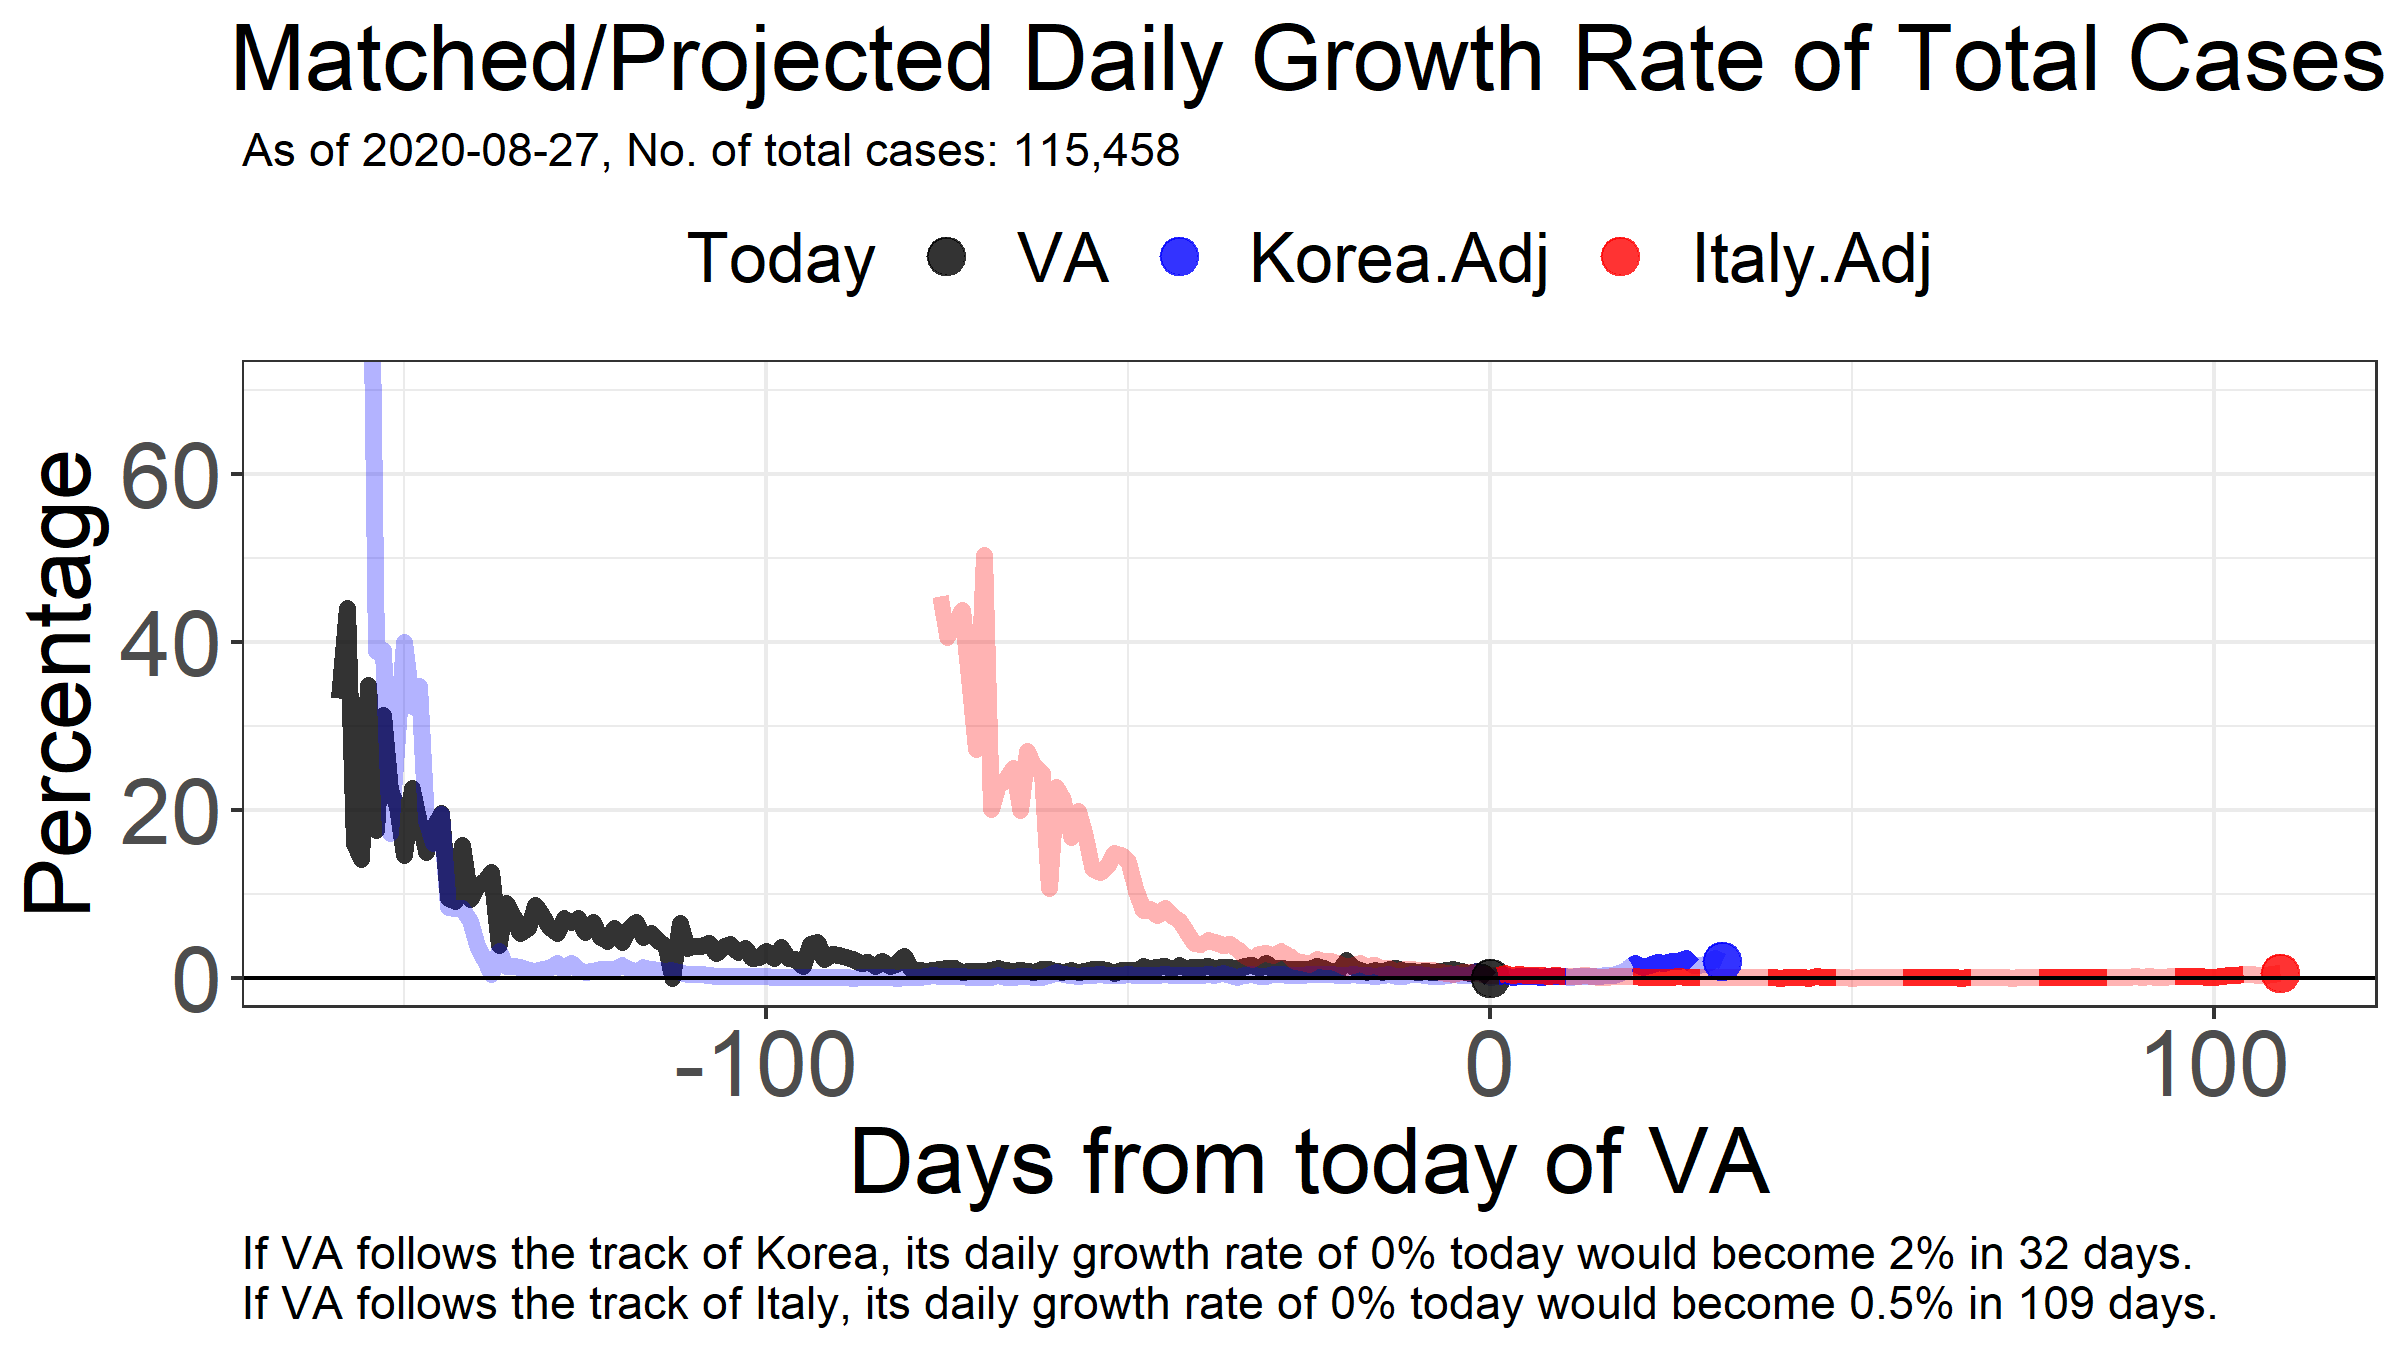 Matched/Projected Daily Growth Rate of Total Cases
As of 2020-08-27, No. of total cases: 115,458
Today VA Korea.Adj Italy.Adj
Percentage
60
40
20
0
-100 0 100
Days from today of VA
If VA follows the track of Korea, its daily growth rate of 0% today would become 2% in 32 days.
If VA follows the track of Italy, its daily growth rate of 0% today would become 0.5% in 109 days.